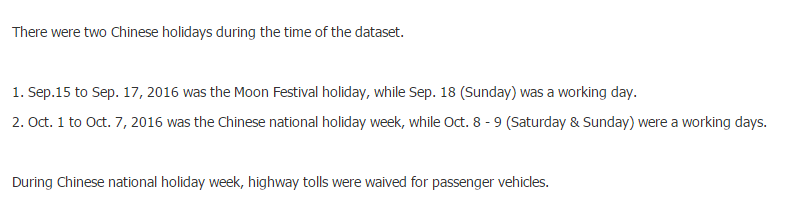 There were two Chinese holidays during the time of the dataset.
1. Sep.15 to Sep. 17, 2016 was the Moon Festival holiday, while Sep. 18 (Sunday) was a working day.
2. Oct. 1 to Oct. 7, 2016 was the Chinese national holiday week, while Oct. 8 - 9 (Saturday & Sunday) were a working days.
During Chinese national holiday week, highway tolls were waived for passenger vehicles.